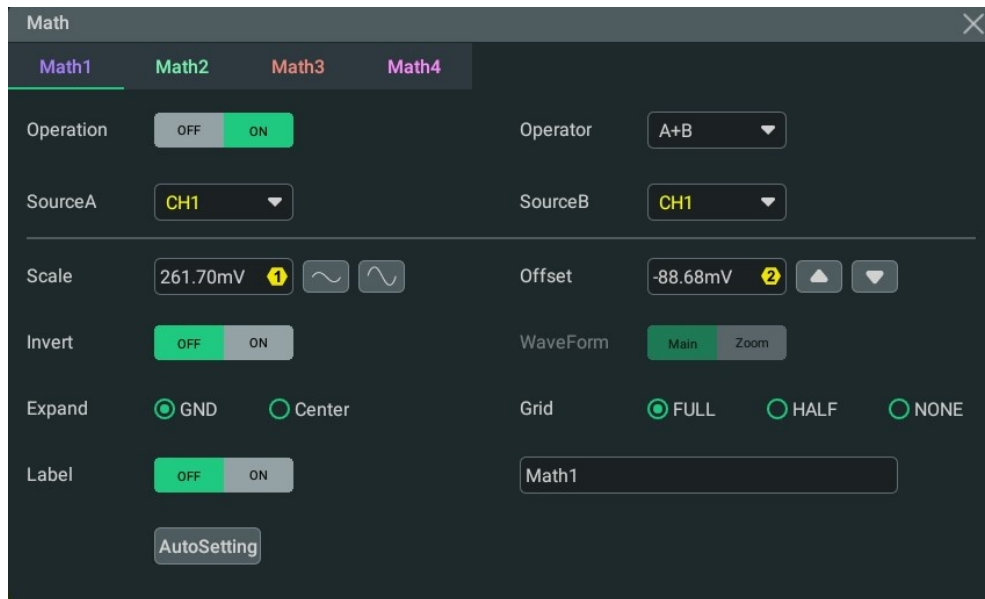 Math
Math1 Math2 Math3 Math4
Operation OFF ON Operator A+B
SourceA CH1 SourceB CH1
Scale 261.70mV 1 Offset -88.68mV 2
Invert OFF ON WaveForm Main Zoom
Expand GND Center Grid FULL HALF NONE
Label OFF ON Math1
AutoSetting